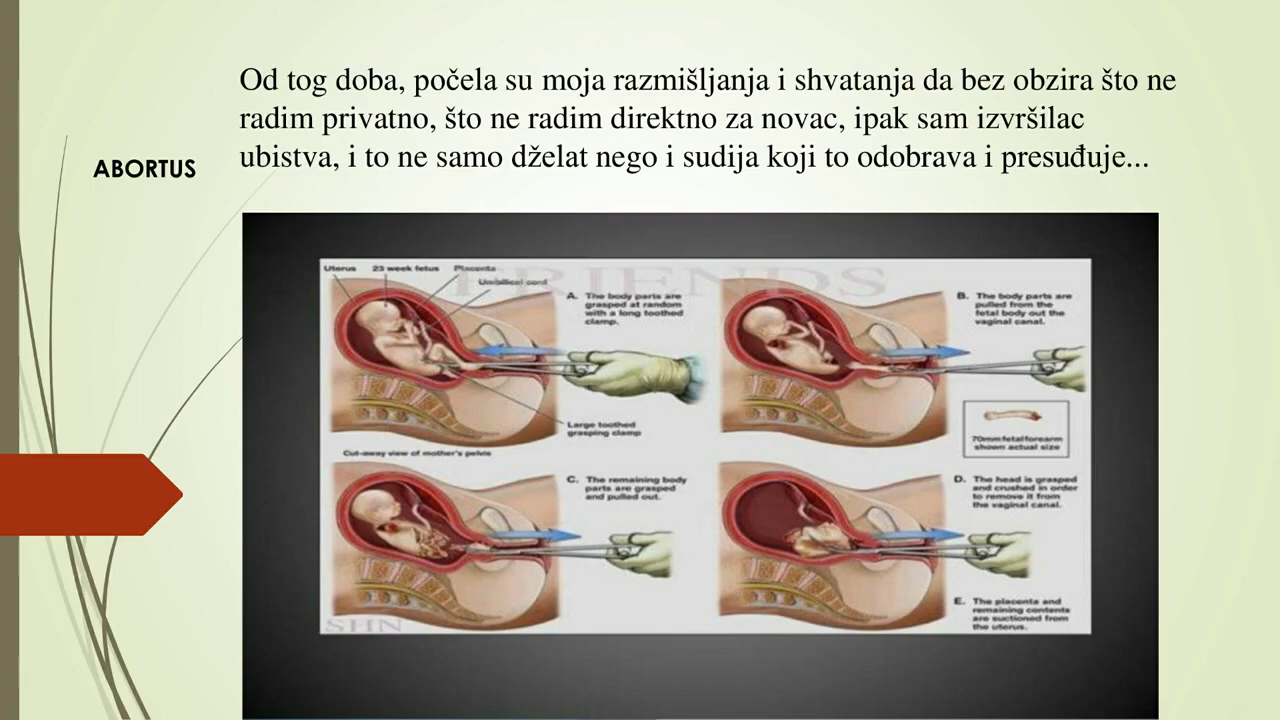 Od tog doba, počela su moja razmišljanja i shvatanja da bez obzira što ne
radim privatno, što ne radim direktno za novac, ipak sam izvršilac
ubistva, i to ne samo dželat nego i sudija koji to odobrava i presuđuje...
ABORTUS
FRIENDS
Uterus 23 week fetus Placenta
Umbilical cord
A. The body parts are
grasped at random
with a long toothed
clamp.
Large toothed
grasping clamp
Cut-away view of mother's pelvis
B. The body parts are
pulled from the
fetal body out the
vaginal canal.
70mm fetal forearm
shown actual size
C. The remaining body
parts are grasped
and pulled out.
D. The head is grasped
and crushed in order
to remove it from
the vaginal canal.
E. The placenta and
remaining contents
are suctioned from
the uterus.
SHN